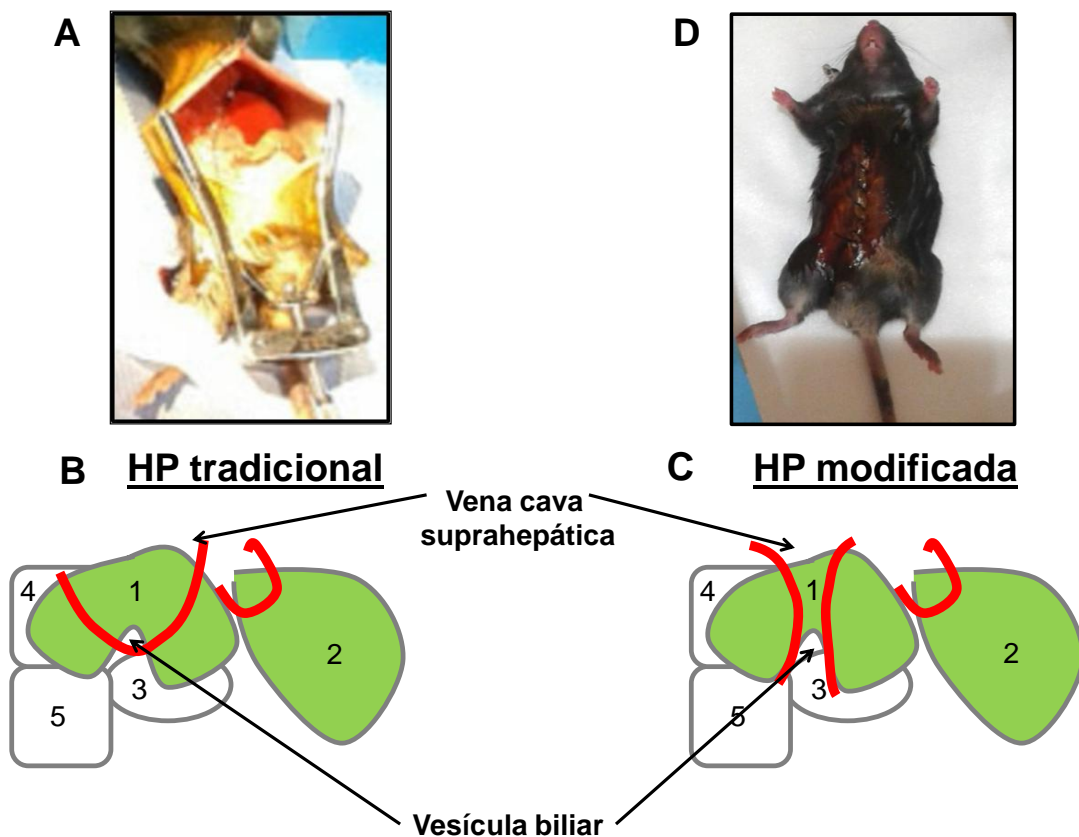 A
D
B
HP tradicional
C
HP modificada
Vena cava
suprahepática
4
1
2
3
5
4
1
2
3
5
Vesícula biliar